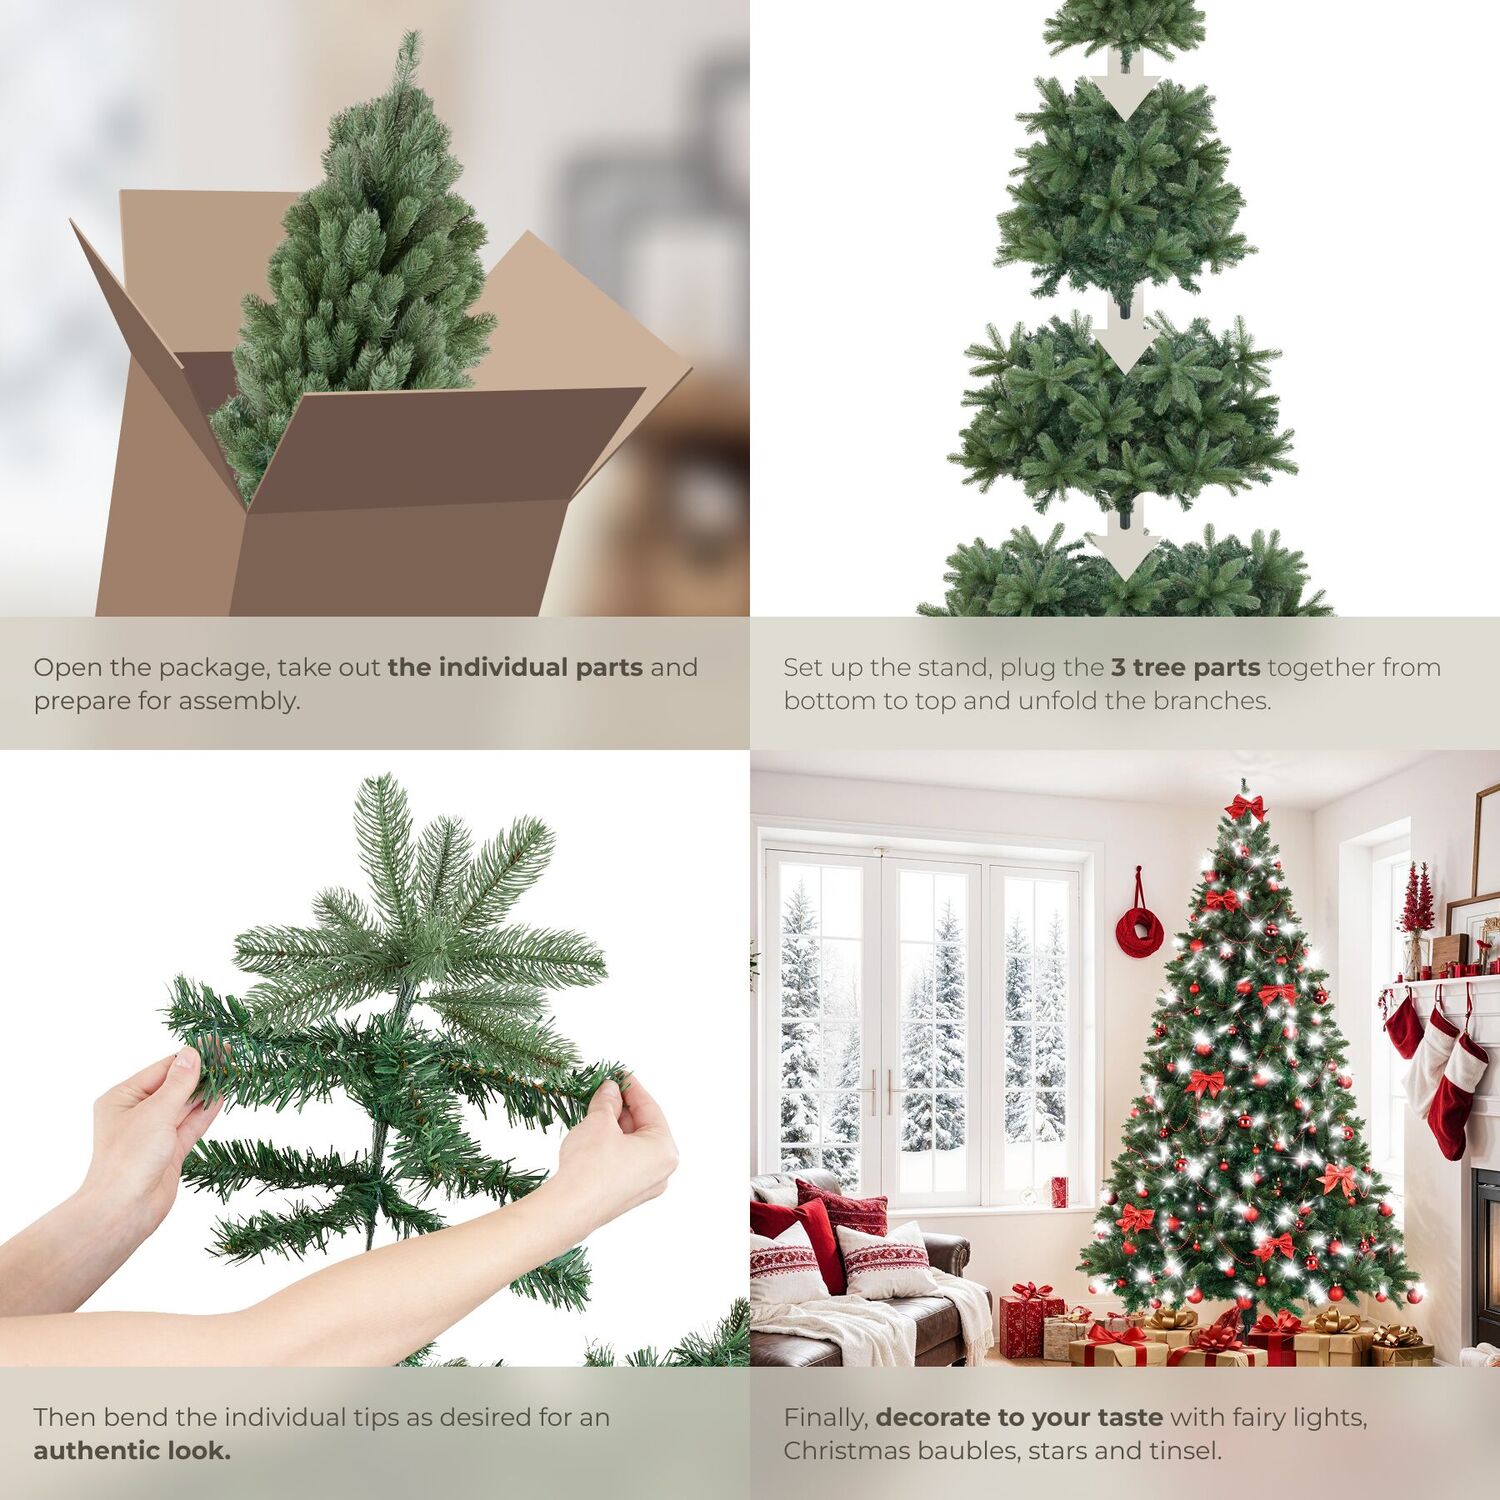 Open the package, take out the individual parts and
prepare for assembly.
Set up the stand, plug the 3 tree parts together from
bottom to top and unfold the branches.
Then bend the individual tips as desired for an
authentic look.
Finally, decorate to your taste with fairy lights,
Christmas baubles, stars and tinsel.